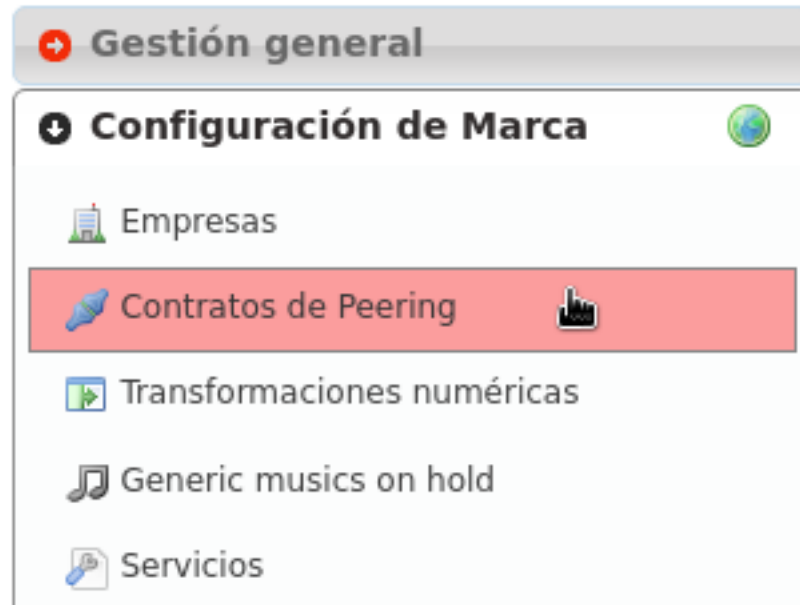 Gestión general
Configuración de Marca
Empresas
Contratos de Peering
Transformaciones numéricas
Generic musics on hold
Servicios